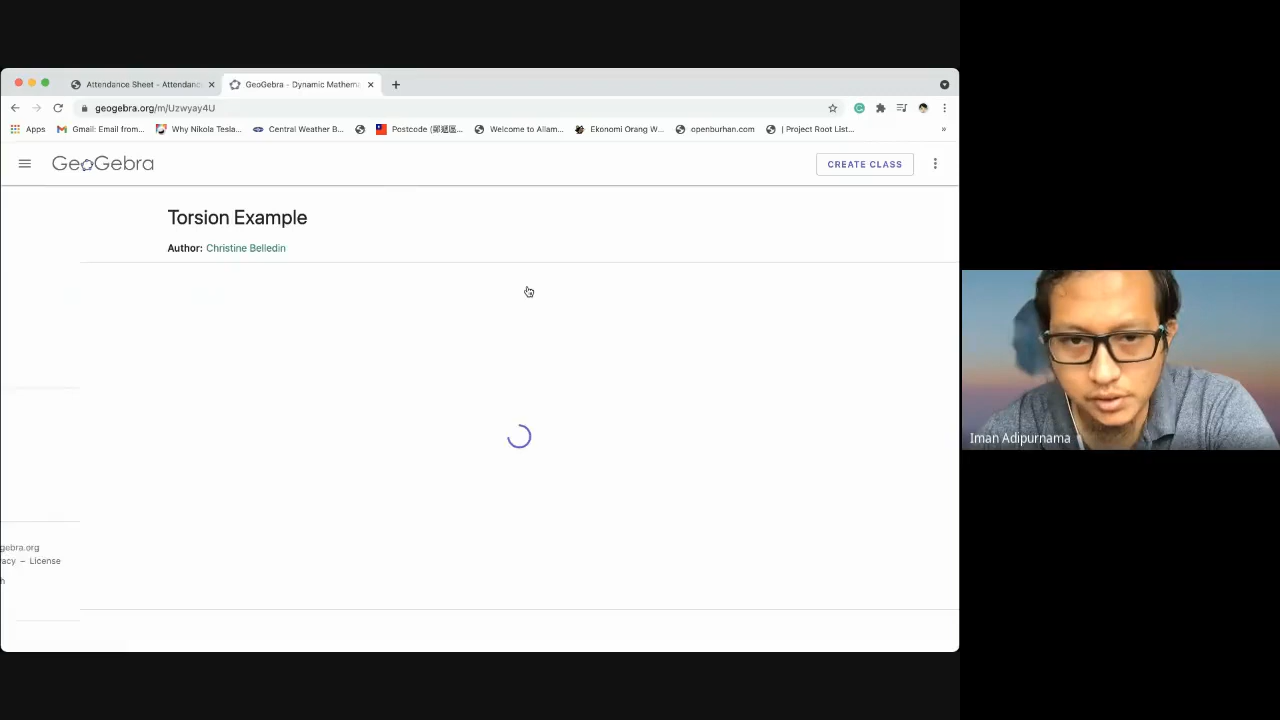 Attendance Sheet - Attendanc
GeoGebra - Dynamic Mathema
geogebra.org/m/Uzwyay4U
Apps
Gmail: Email from...
Why Nikola Tesla...
Central Weather B...
Postcode (郵遞區...
Welcome to Allam...
Ekonomi Orang W...
openburhan.com
| Project Root List...
»
GeoGebra
CREATE CLASS
Torsion Example
Author: Christine Belledin
Iman Adipurnama
gebra.org
acy – License
h